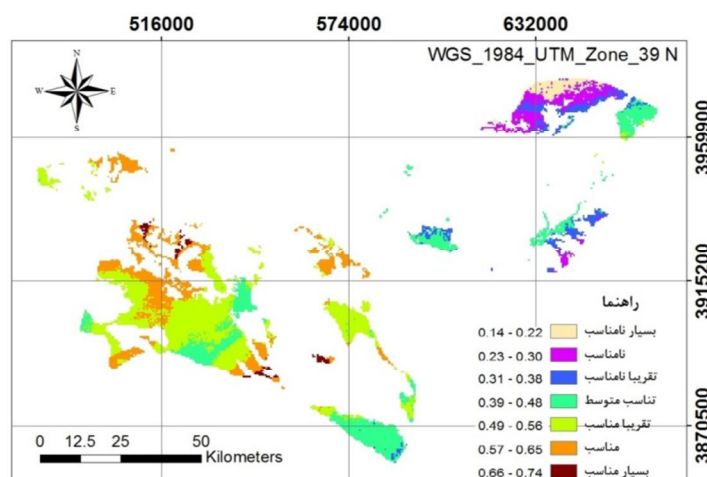 516000 574000 632000
WGS_1984_UTM_Zone_39 N
N
W E
S
3959900
3915200
3870500
راهنما
0.14 - 0.22 بسیار نامناسب
0.23 - 0.30 نامناسب
0.31 - 0.38 تقریبا نامناسب
0.39 - 0.48 تناسب متوسط
0.49 - 0.56 تقریبا مناسب
0.57 - 0.65 مناسب
0.66 - 0.74 بسیار مناسب
0 12.5 25 50
Kilometers